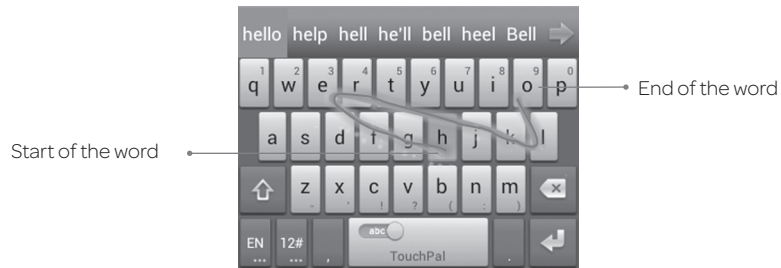 hello help hell he'll bell heel Bell
1 2 3 4 5 6 7 8 9 0
q w e r t y u i o p
End of the word
a s d f g h j k l
Start of the word
z x c v b n m
- ' ! ? ( : )
EN 12# , abc .
... ... TouchPal